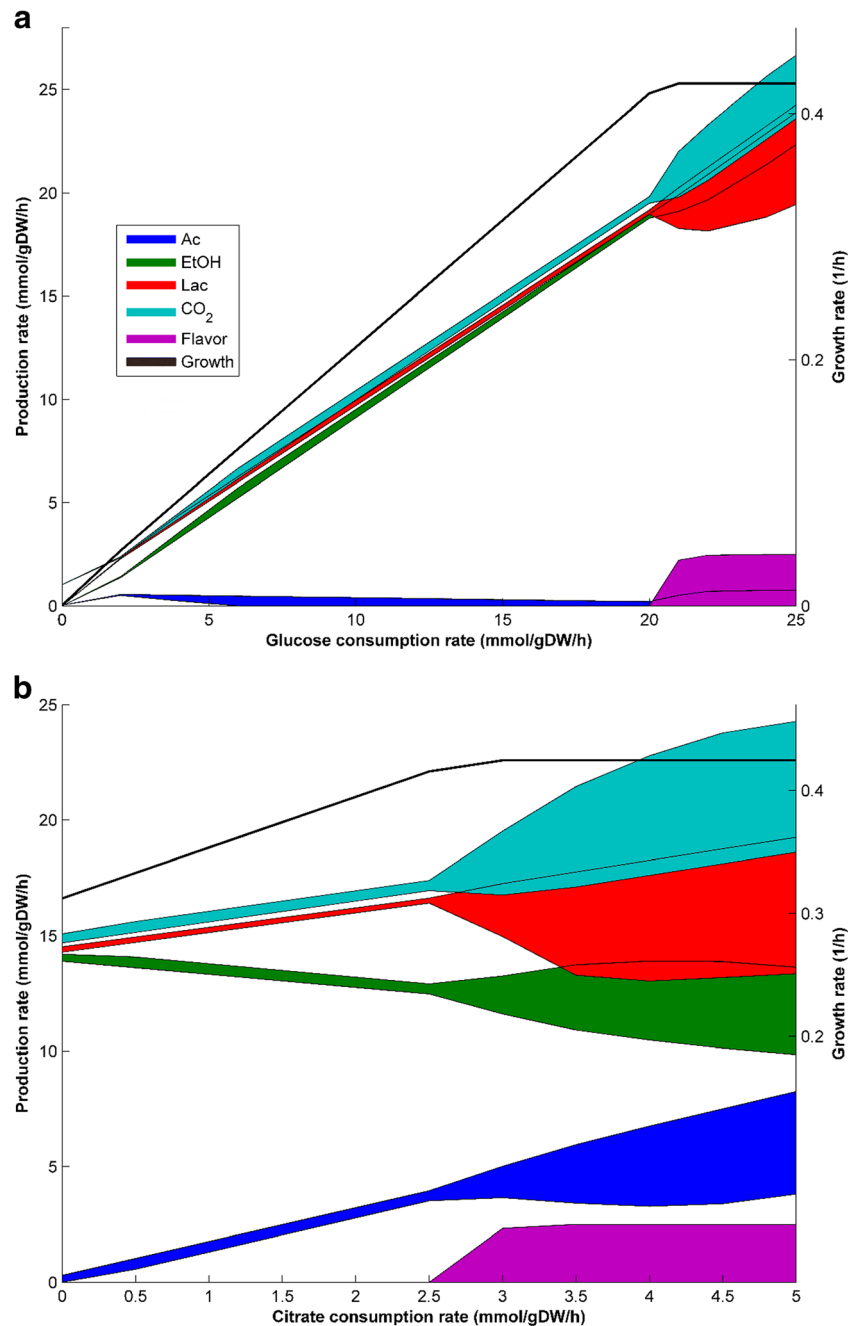 a
Production rate (mmol/gDW/h)
25
20
15
10
5
0
Ac
EtOH
Lac
CO2
Flavor
Growth
0.4
0.2
0
Growth rate (1/h)
0 5 10 15 20 25
Glucose consumption rate (mmol/gDW/h)
b
Production rate (mmol/gDW/h)
25
20
15
10
5
0
0.4
0.3
0.2
Growth rate (1/h)
0 0.5 1 1.5 2 2.5 3 3.5 4 4.5 5
Citrate consumption rate (mmol/gDW/h)